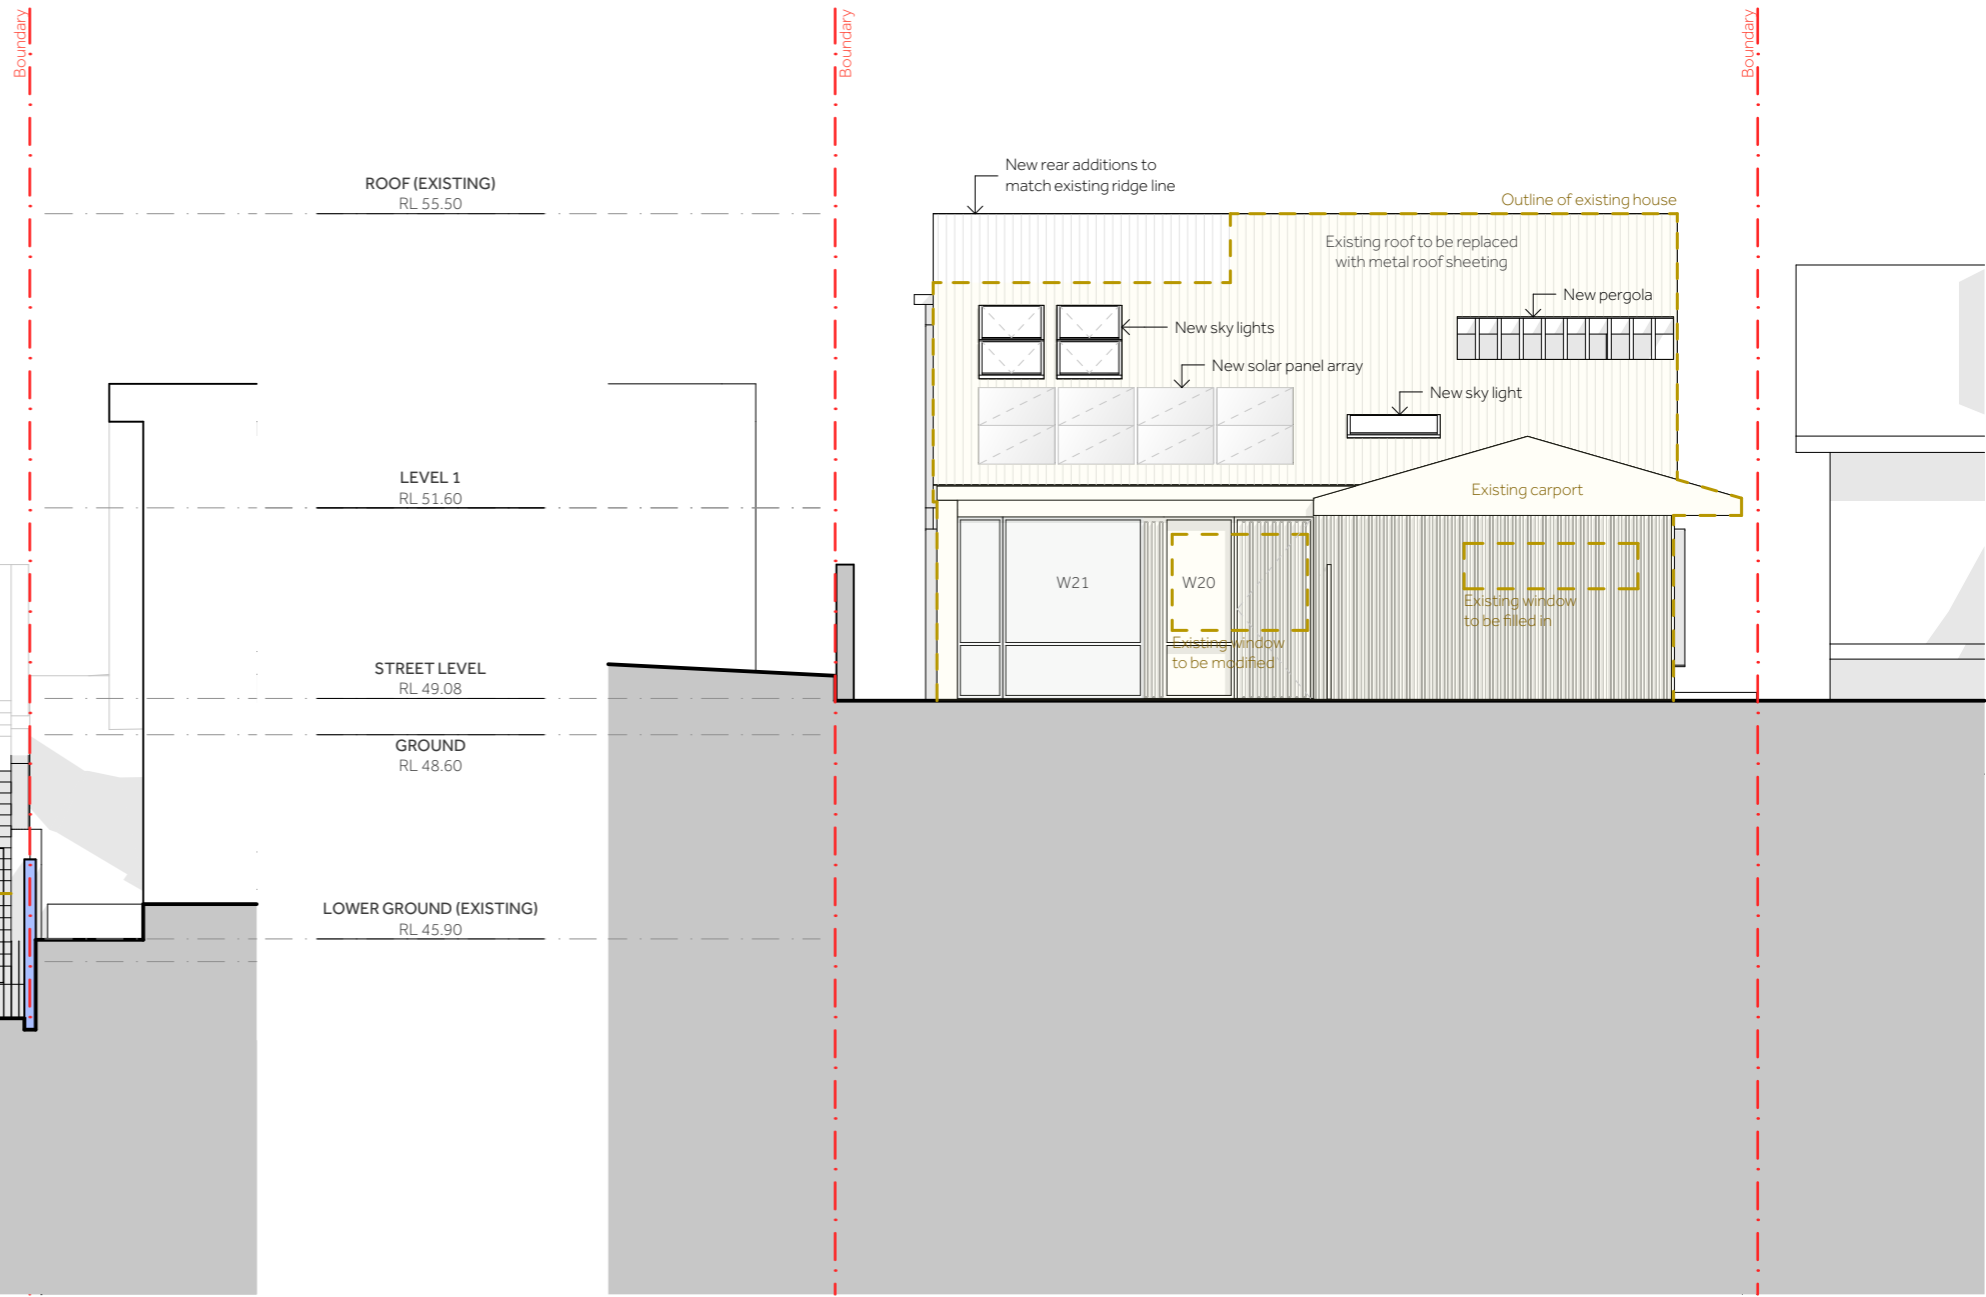 Boundary
Boundary
Boundary
ROOF (EXISTING)
RL 55.50
LEVEL 1
RL 51.60
STREET LEVEL
RL 49.08
GROUND
RL 48.60
LOWER GROUND (EXISTING)
RL 45.90
New rear additions to
match existing ridge line
Outline of existing house
Existing roof to be replaced
with metal roof sheeting
New pergola
New sky lights
New solar panel array
New sky light
Existing carport
W21
W20
Existing window
to be modified
Existing window
to be filled in